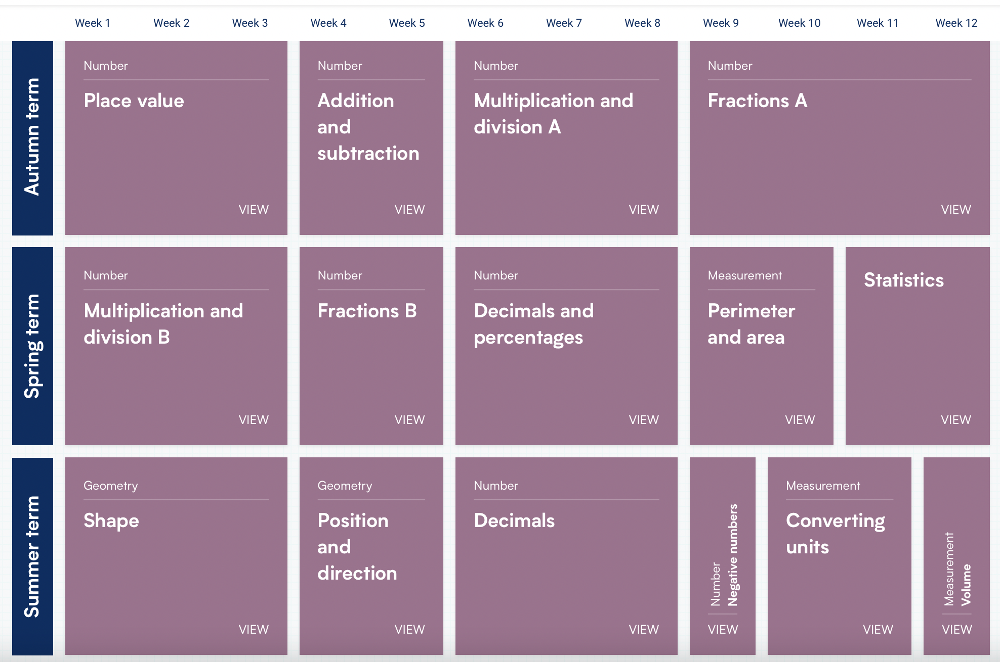 Week 1 Week 2 Week 3 Week 4 Week 5 Week 6 Week 7 Week 8 Week 9 Week 10 Week 11 Week 12
Autumn term
Number
Place value
VIEW
Number
Addition
and
subtraction
VIEW
Number
Multiplication and
division A
VIEW
Number
Fractions A
VIEW
Spring term
Number
Multiplication and
division B
VIEW
Number
Fractions B
VIEW
Number
Decimals and
percentages
VIEW
Measurement
Perimeter
and area
VIEW
Statistics
VIEW
Summer term
Geometry
Shape
VIEW
Geometry
Position
and
direction
VIEW
Number
Decimals
VIEW
Number
Negative numbers
VIEW
Measurement
Converting
units
VIEW
Measurement
Volume
VIEW